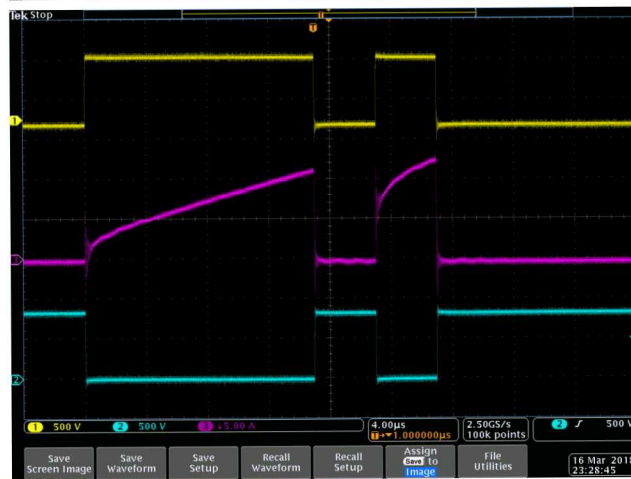 Tek Stop
T
T
1
3
2
1 500 V 2 500 V 3 5.00 A
4.00μs
T→▼1.000000μs
2.50GS/s
100k points
2 500 V
Save Screen Image
Save Waveform
Save Setup
Recall Waveform
Recall Setup
Assign Save to Image
File Utilities
16 Mar 2018
23:28:45